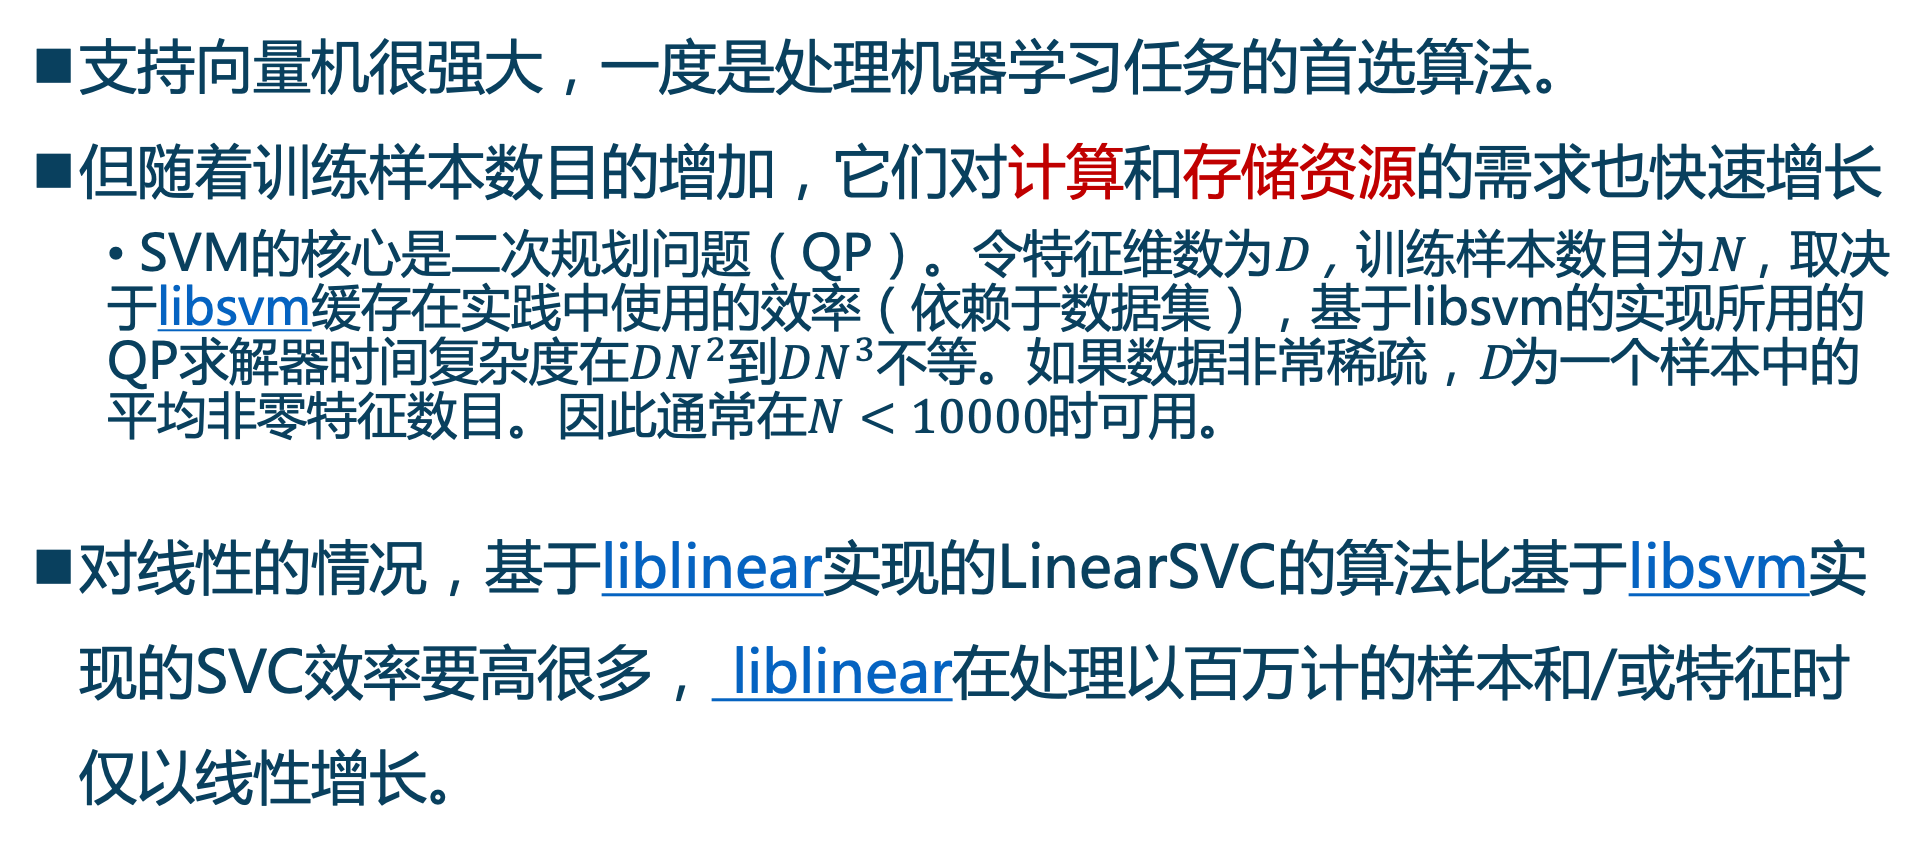 ■支持向量机很强大，一度是处理机器学习任务的首选算法。
■但随着训练样本数目的增加，它们对计算和存储资源的需求也快速增长
• SVM的核心是二次规划问题（QP）。令特征维数为D，训练样本数目为N，取决
于libsvm缓存在实践中使用的效率（依赖于数据集），基于libsvm的实现所用的
QP求解器时间复杂度在DN²到DN³不等。如果数据非常稀疏，D为一个样本中的
平均非零特征数目。因此通常在N < 10000时可用。
■对线性的情况，基于liblinear实现的LinearSVC的算法比基于libsvm实
现的SVC效率要高很多， liblinear在处理以百万计的样本和/或特征时
仅以线性增长。